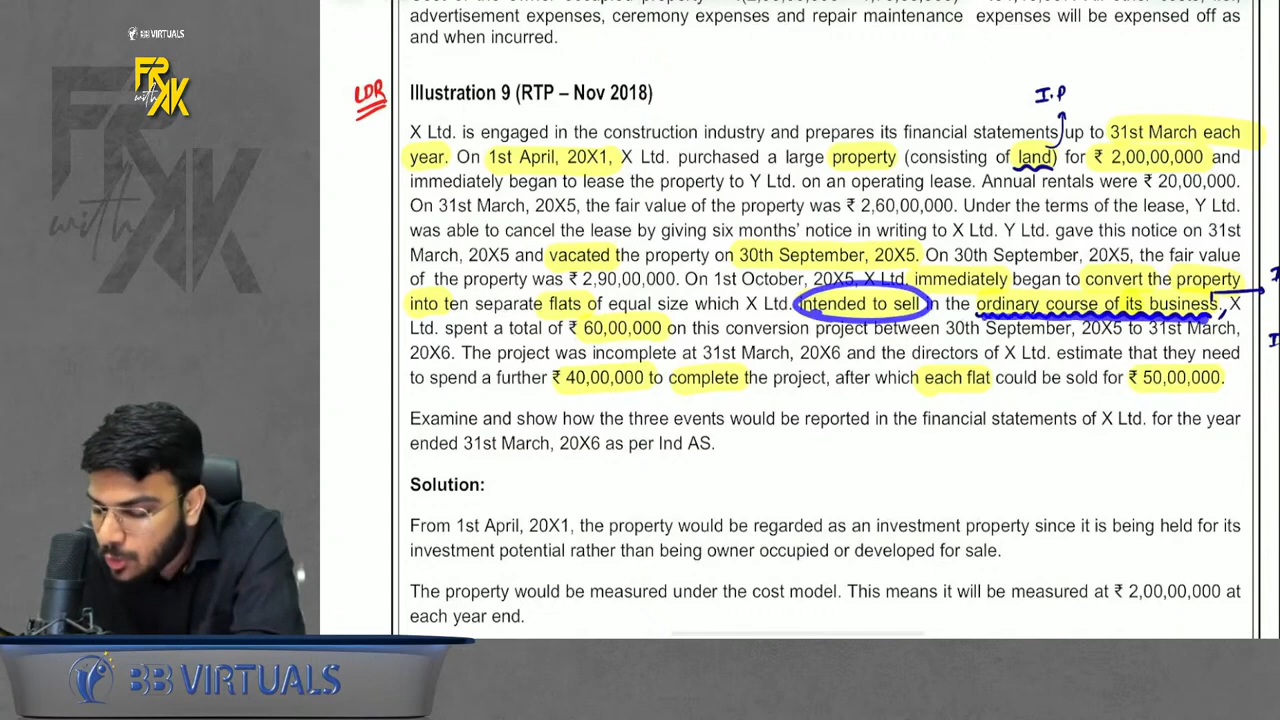 BB VIRTUALS
FR
with
AK
advertisement expenses, ceremony expenses and repair maintenance expenses will be expensed off as
and when incurred.
LDR
Illustration 9 (RTP – Nov 2018)
I.P
X Ltd. is engaged in the construction industry and prepares its financial statements up to 31st March each
year. On 1st April, 20X1, X Ltd. purchased a large property (consisting of land) for ₹ 2,00,00,000 and
immediately began to lease the property to Y Ltd. on an operating lease. Annual rentals were ₹ 20,00,000.
On 31st March, 20X5, the fair value of the property was ₹ 2,60,00,000. Under the terms of the lease, Y Ltd.
was able to cancel the lease by giving six months’ notice in writing to X Ltd. Y Ltd. gave this notice on 31st
March, 20X5 and vacated the property on 30th September, 20X5. On 30th September, 20X5, the fair value
of the property was ₹ 2,90,00,000. On 1st October, 20X5, X Ltd. immediately began to convert the property
into ten separate flats of equal size which X Ltd. intended to sell in the ordinary course of its business, X
Ltd. spent a total of ₹ 60,00,000 on this conversion project between 30th September, 20X5 to 31st March,
20X6. The project was incomplete at 31st March, 20X6 and the directors of X Ltd. estimate that they need
to spend a further ₹ 40,00,000 to complete the project, after which each flat could be sold for ₹ 50,00,000.
Examine and show how the three events would be reported in the financial statements of X Ltd. for the year
ended 31st March, 20X6 as per Ind AS.
Solution:
From 1st April, 20X1, the property would be regarded as an investment property since it is being held for its
investment potential rather than being owner occupied or developed for sale.
The property would be measured under the cost model. This means it will be measured at ₹ 2,00,00,000 at
each year end.
BB VIRTUALS